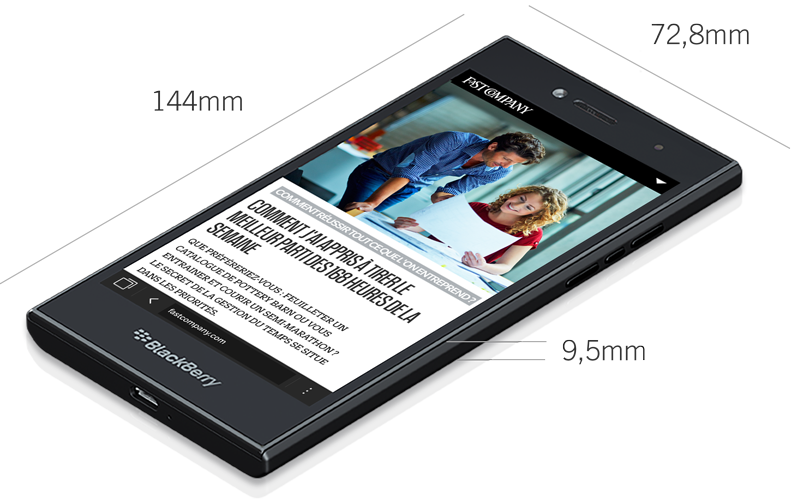 72,8mm
144mm
FAST COMPANY
COMMENT RÉUSSIR TOUT CE QUE L'ON ENTREPREND?
COMMENT J'AI APPRIS À TIRER LE
MEILLEUR PARTI DES 168 HEURES DE LA
SEMAINE
QUE PRÉFÉRERIEZ-VOUS : FEUILLETER UN
CATALOGUE DE POTTERY BARN OU VOUS
ENTRAINER ET COURIR UN SEMI-MARATHON?
LE SECRET DE LA GESTION DU TEMPS SE SITUE
DANS LES PRIORITÉS.
fastcompany.com
BlackBerry
9,5mm